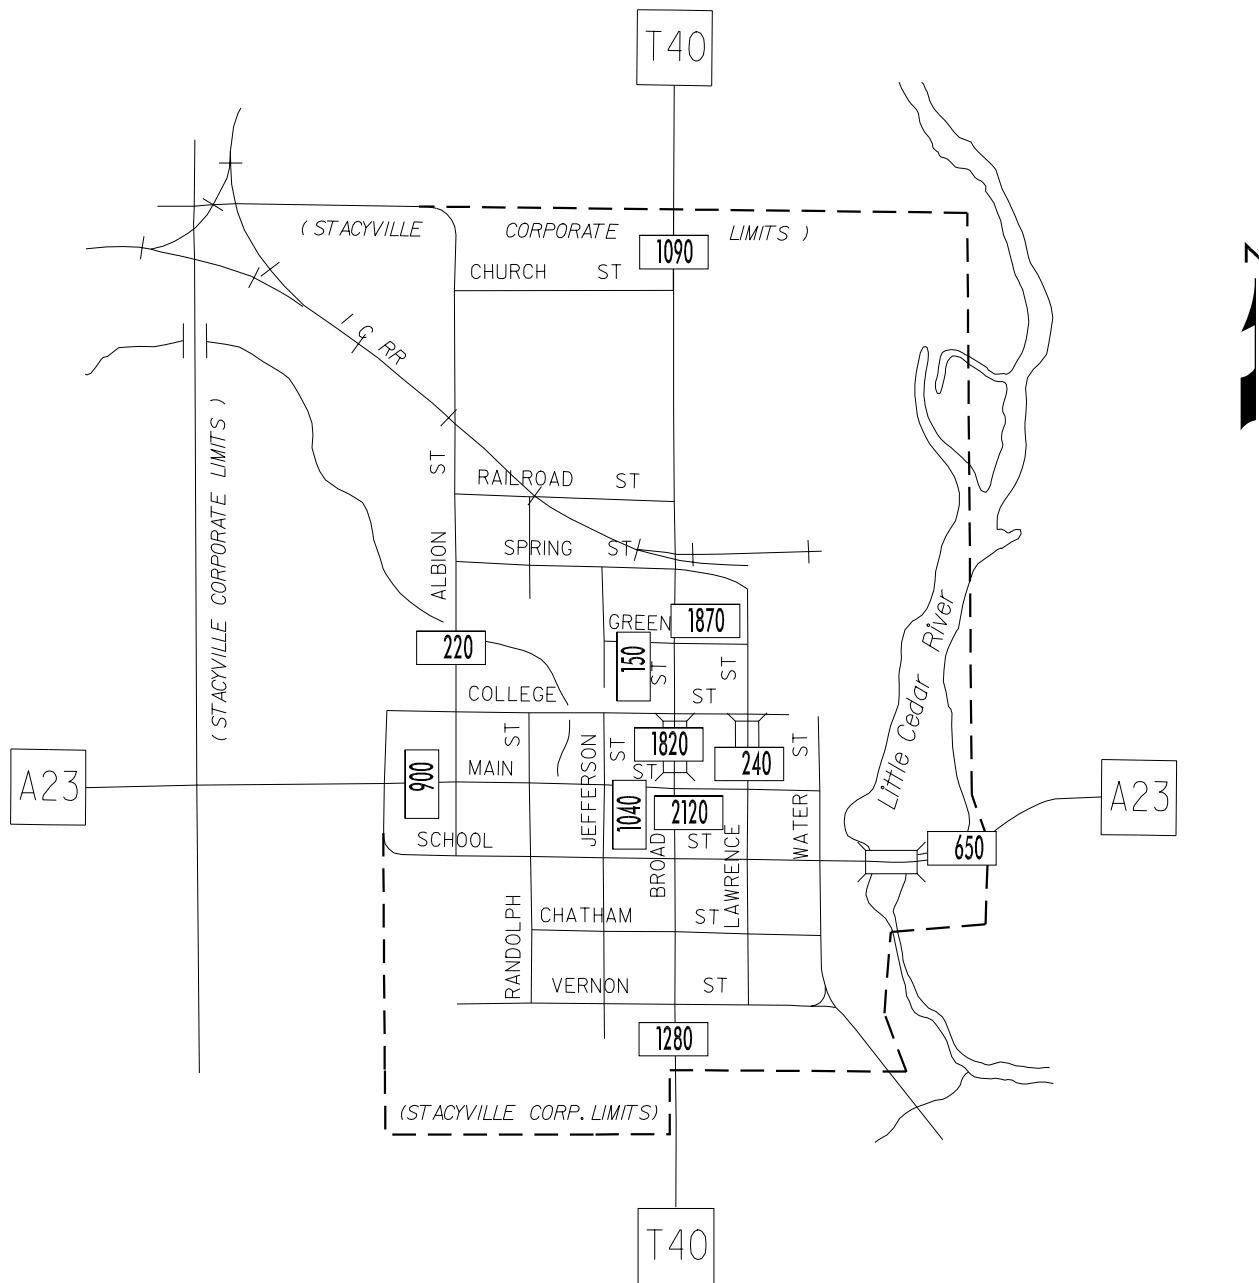 T40
(STACYVILLE CORPORATE LIMITS)
1090
N
CHURCH ST
I C RR
(STACYVILLE CORPORATE LIMITS)
ALBION ST
RAILROAD ST
SPRING ST
GREEN ST
1870
150
220
COLLEGE ST
Little Cedar River
A23
900
MAIN ST
1820
240
1040
2120
A23
650
SCHOOL ST
RANDOLPH ST
JEFFERSON ST
BROAD ST
LAWRENCE ST
WATER ST
CHATHAM ST
VERNON ST
1280
(STACYVILLE CORP. LIMITS)
T40